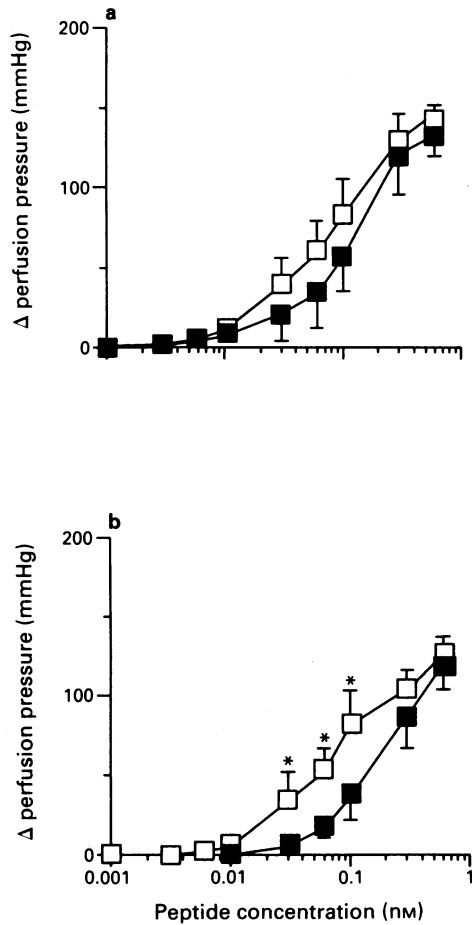 a
200
Δ perfusion pressure (mmHg)
100
0
b
200
Δ perfusion pressure (mmHg)
*
*
*
100
0
0.001 0.01 0.1 1
Peptide concentration (nM)